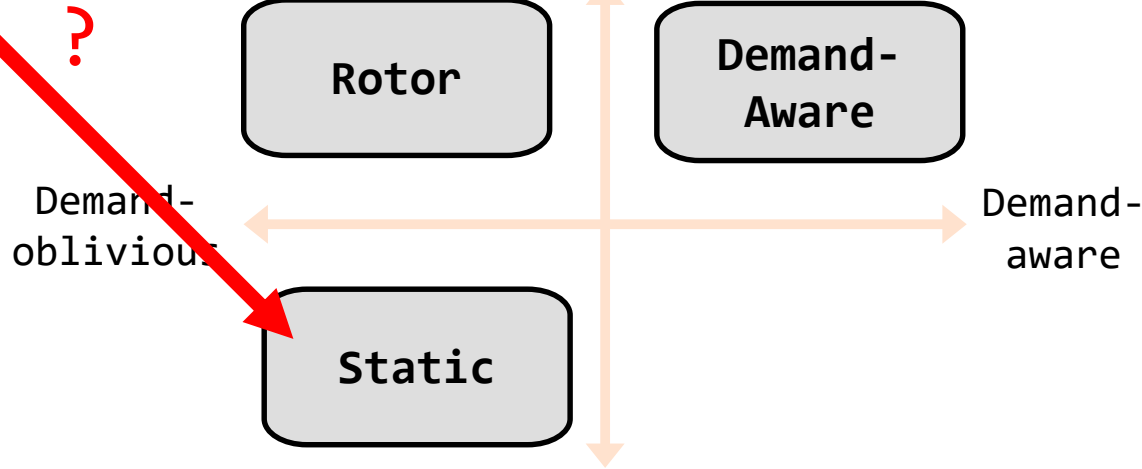 ?
Rotor
Demand-
Aware
Demand-
oblivious
Demand-
aware
Static